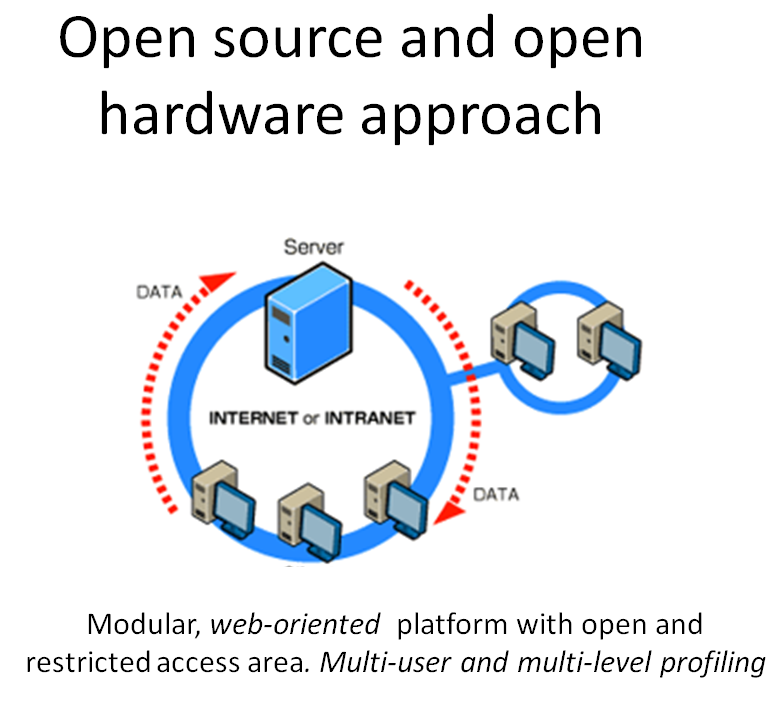 Open source and open
hardware approach
Server
DATA
INTERNET or INTRANET
DATA
Modular, web-oriented platform with open and
restricted access area. Multi-user and multi-level profiling